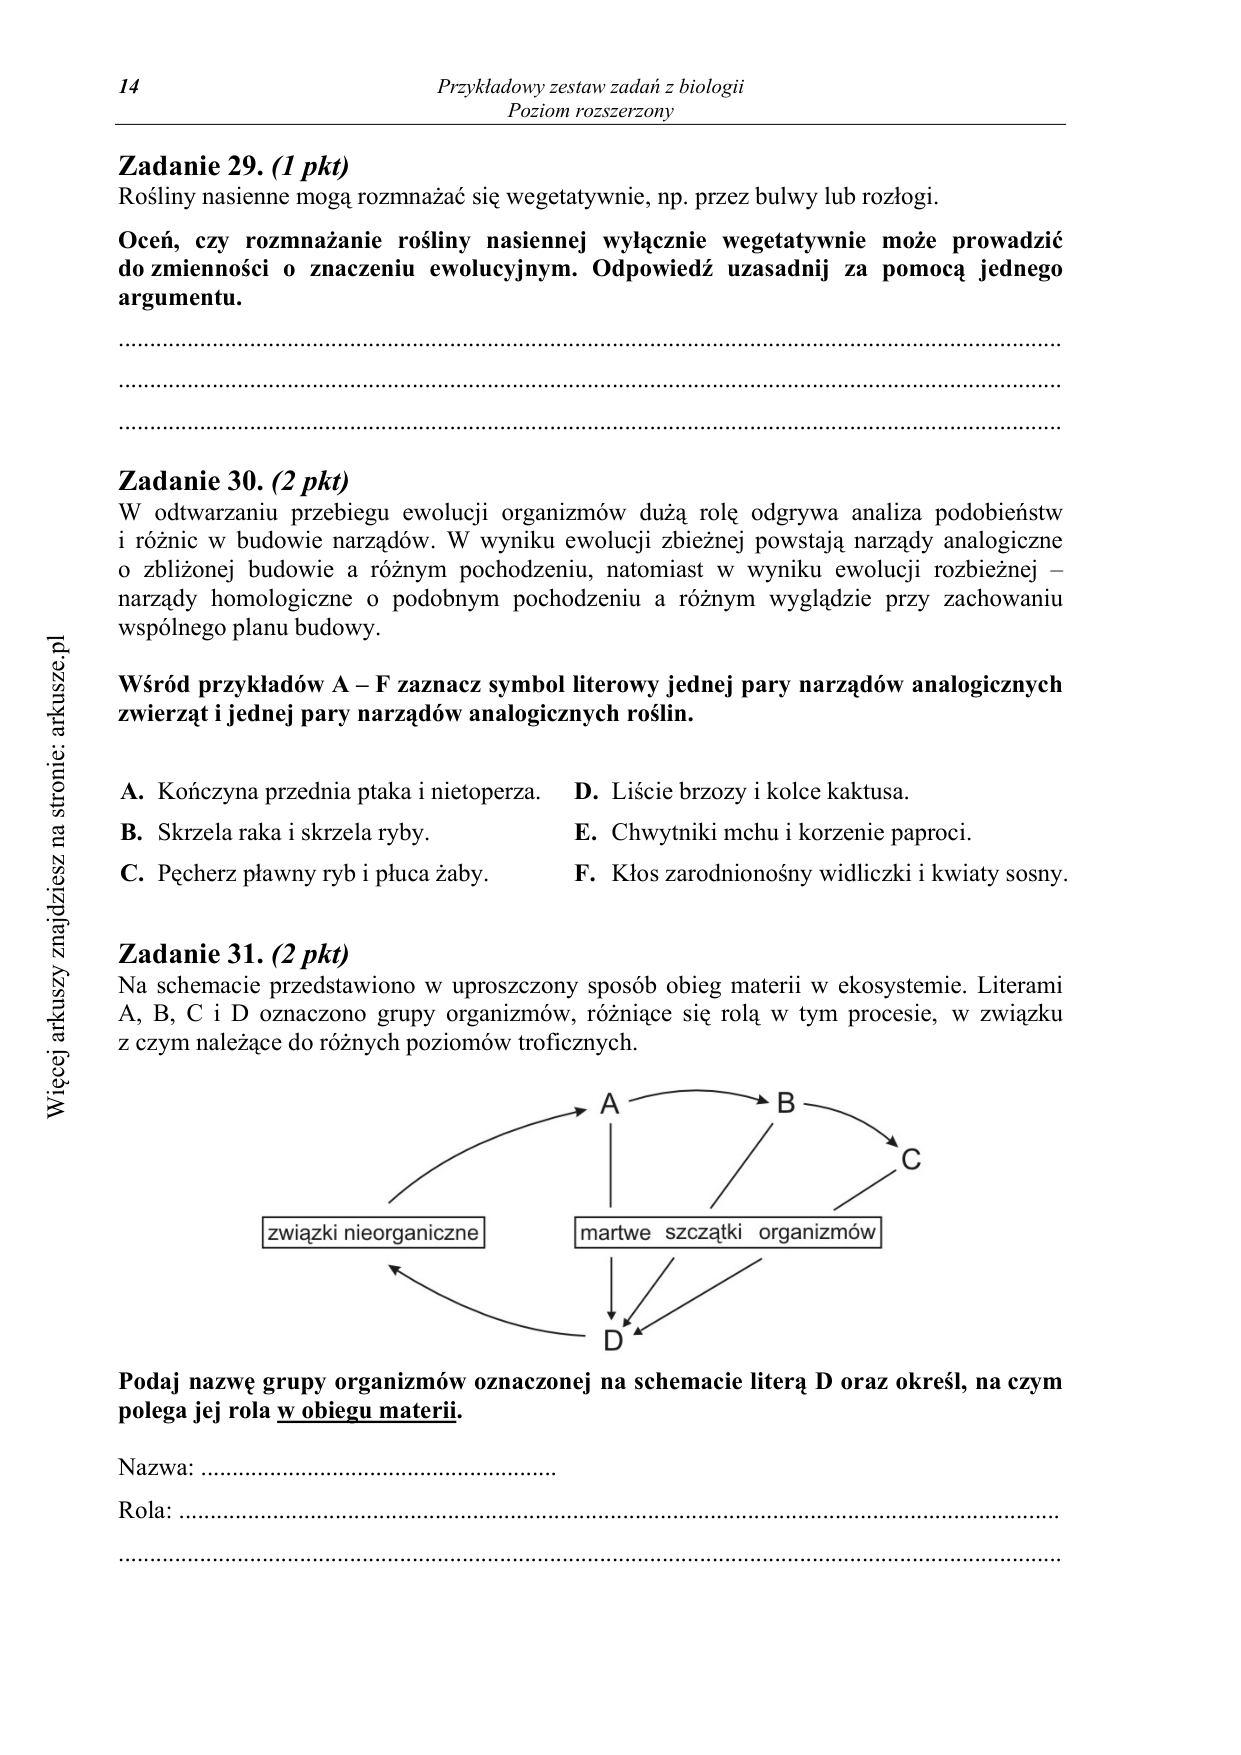 14
Przykładowy zestaw zadań z biologii
Poziom rozszerzony
Zadanie 29. (1 pkt)
Rośliny nasienne mogą rozmnażać się wegetatywnie, np. przez bulwy lub rozłogi.
Oceń, czy rozmnażanie rośliny nasiennej wyłącznie wegetatywnie może prowadzić
do zmienności o znaczeniu ewolucyjnym. Odpowiedź uzasadnij za pomocą jednego
argumentu.
......................................................................................................................................................
......................................................................................................................................................
......................................................................................................................................................
Zadanie 30. (2 pkt)
W odtwarzaniu przebiegu ewolucji organizmów dużą rolę odgrywa analiza podobieństw
i różnic w budowie narządów. W wyniku ewolucji zbieżnej powstają narządy analogiczne
o zbliżonej budowie a różnym pochodzeniu, natomiast w wyniku ewolucji rozbieżnej –
narządy homologiczne o podobnym pochodzeniu a różnym wyglądzie przy zachowaniu
wspólnego planu budowy.
Wśród przykładów A – F zaznacz symbol literowy jednej pary narządów analogicznych
zwierząt i jednej pary narządów analogicznych roślin.
A. Kończyna przednia ptaka i nietoperza.
B. Skrzela raka i skrzela ryby.
C. Pęcherz pławny ryb i płuca żaby.
D. Liście brzozy i kolce kaktusa.
E. Chwytniki mchu i korzenie paproci.
F. Kłos zarodnionośny widliczki i kwiaty sosny.
Zadanie 31. (2 pkt)
Na schemacie przedstawiono w uproszczony sposób obieg materii w ekosystemie. Literami
A, B, C i D oznaczono grupy organizmów, różniące się rolą w tym procesie, w związku
z czym należące do różnych poziomów troficznych.
A
B
C
związki nieorganiczne
martwe szczątki organizmów
D
Podaj nazwę grupy organizmów oznaczonej na schemacie literą D oraz określ, na czym
polega jej rola w obiegu materii.
Nazwa: .........................................................
Rola: .............................................................................................................................................
......................................................................................................................................................
Więcej arkuszy znajdziesz na stronie: arkusze.pl